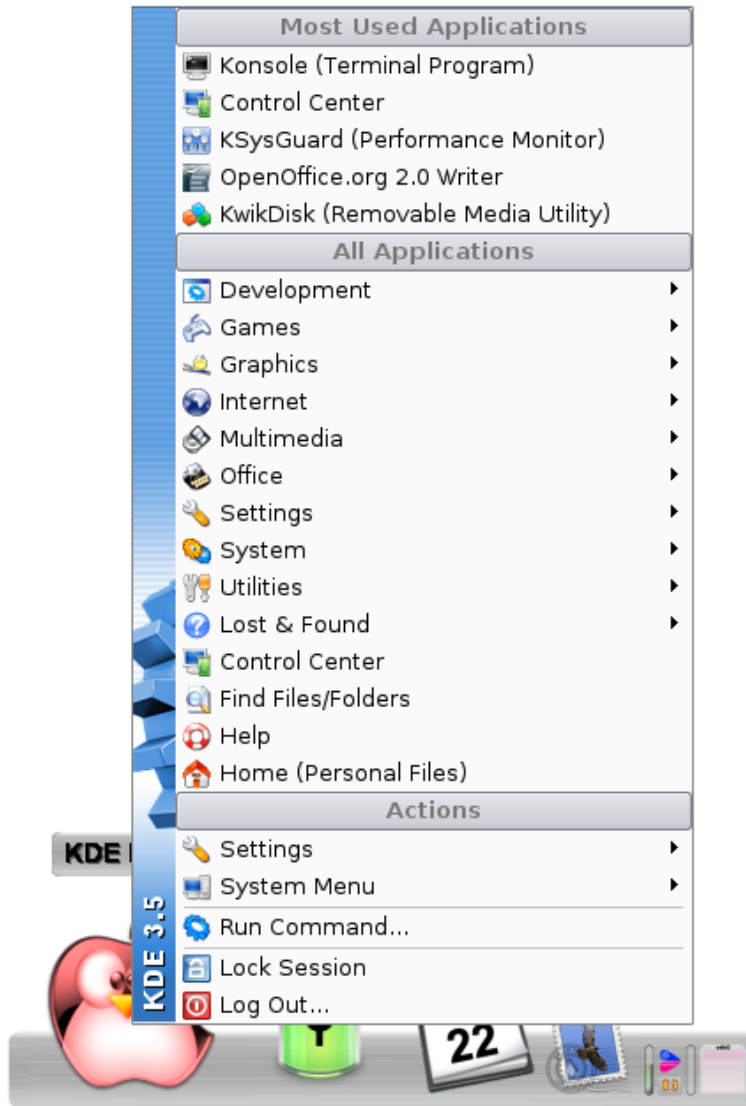 Most Used Applications
Konsole (Terminal Program)
Control Center
KSysGuard (Performance Monitor)
OpenOffice.org 2.0 Writer
KwikDisk (Removable Media Utility)
All Applications
Development
Games
Graphics
Internet
Multimedia
Office
Settings
System
Utilities
Lost & Found
Control Center
Find Files/Folders
Help
Home (Personal Files)
Actions
Settings
System Menu
Run Command...
Lock Session
Log Out...
KDE 3.5
KDE
22